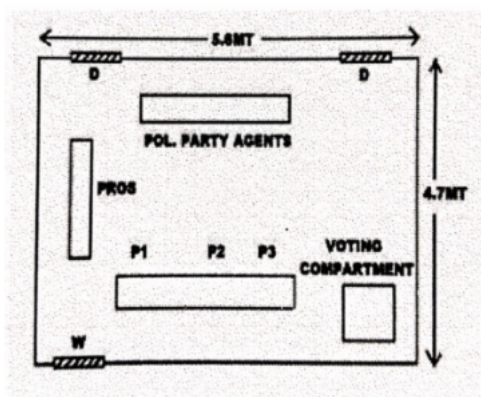 5.6MT
D
D
POL. PARTY AGENTS
PROS
4.7MT
P1 P2 P3
VOTING
COMPARTMENT
W